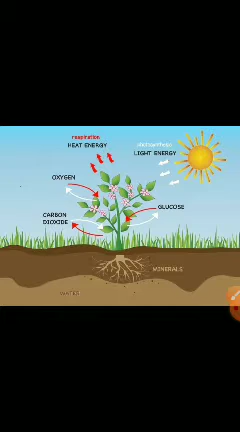 respiration
HEAT ENERGY
photosynthesis
LIGHT ENERGY
OXYGEN
GLUCOSE
CARBON
DIOXIDE
MINERALS
WATER